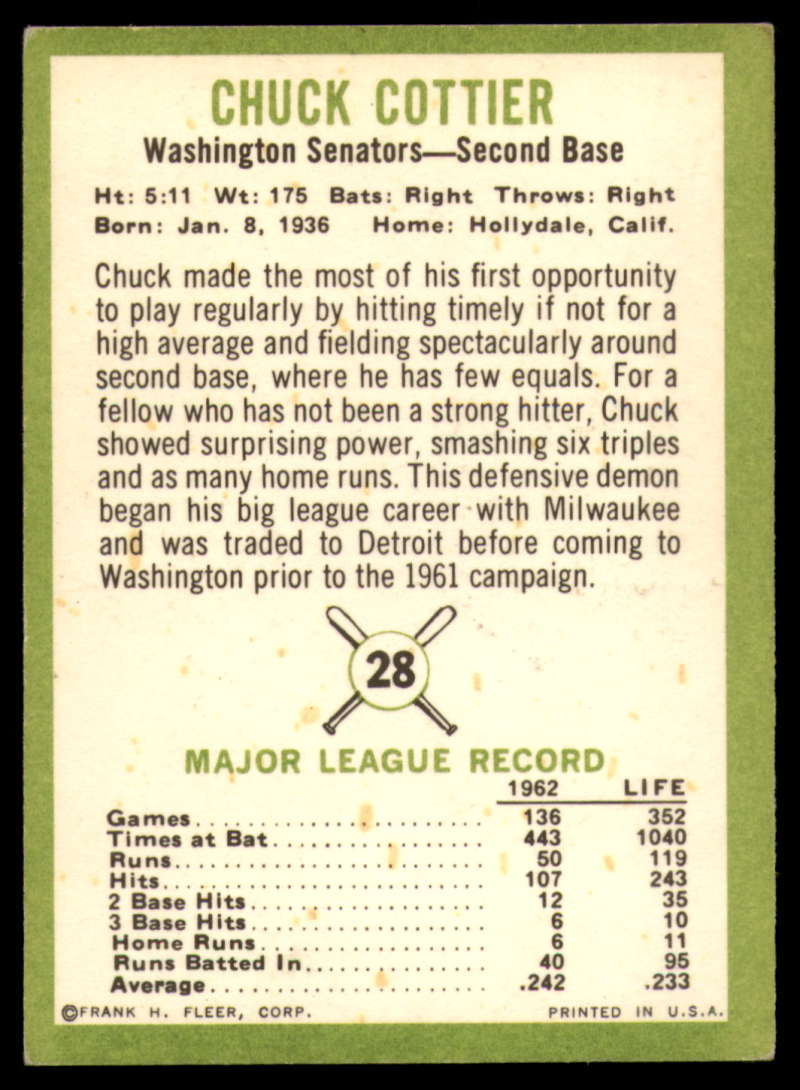 CHUCK COTTIER
Washington Senators—Second Base
Ht: 5:11 Wt: 175 Bats: Right Throws: Right
Born: Jan. 8, 1936 Home: Hollydale, Calif.
Chuck made the most of his first opportunity
to play regularly by hitting timely if not for a
high average and fielding spectacularly around
second base, where he has few equals. For a
fellow who has not been a strong hitter, Chuck
showed surprising power, smashing six triples
and as many home runs. This defensive demon
began his big league career with Milwaukee
and was traded to Detroit before coming to
Washington prior to the 1961 campaign.
28
MAJOR LEAGUE RECORD
1962 LIFE
Games........................ 136 352
Times at Bat.................. 443 1040
Runs......................... 50 119
Hits.......................... 107 243
2 Base Hits................... 12 35
3 Base Hits................... 6 10
Home Runs................... 6 11
Runs Batted In............... 40 95
Average...................... .242 .233
©FRANK H. FLEER, CORP. PRINTED IN U.S.A.